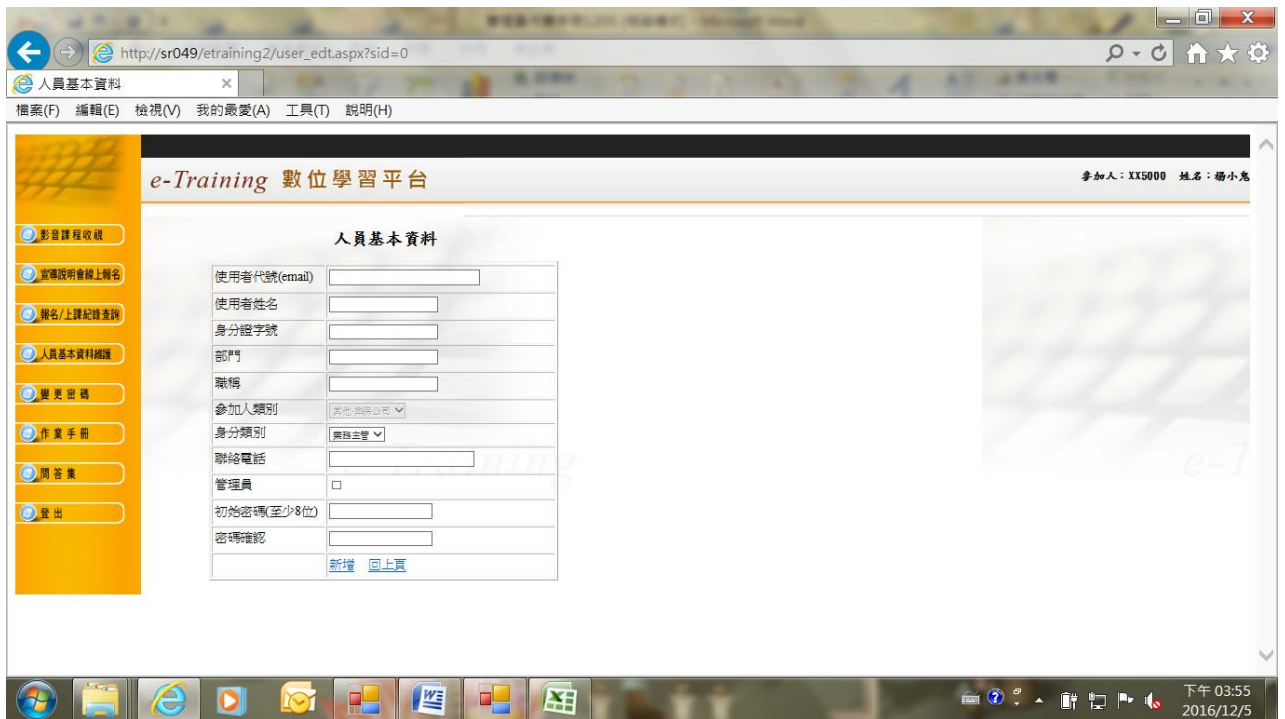 http://sr049/etraining2/user_edt.aspx?sid=0
人員基本資料
檔案(F) 編輯(E) 檢視(V) 我的最愛(A) 工具(T) 說明(H)
e-Training 數位學習平台
參加人：XX5000 姓名：楊小鬼
影音課程收視
宣導說明會線上報名
報名/上課紀錄查詢
人員基本資料維護
變更密碼
作業手冊
問答集
登出
人員基本資料
使用者代號(email)
使用者姓名
身分證字號
部門
職稱
參加人類別
身分類別 業務主管
聯絡電話
管理員
初始密碼(至少8位)
密碼確認
新增 回上頁
下午 03:55
2016/12/5